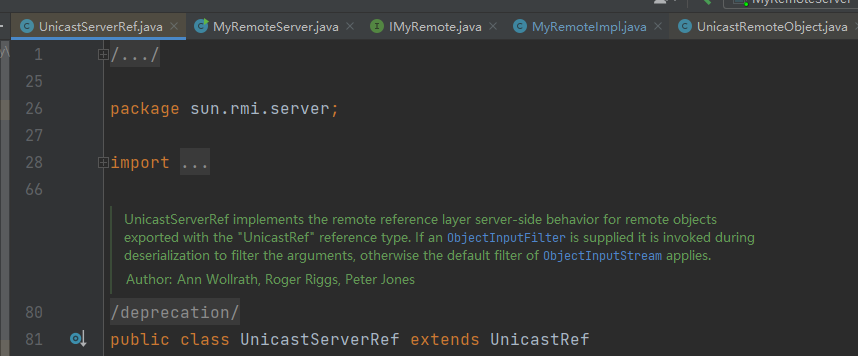 MyRemoteServer
UnicastServerRef.java MyRemoteServer.java IMyRemote.java MyRemoteImpl.java UnicastRemoteObject.java
1 /.../
25
26 package sun.rmi.server;
27
28 import ...
66
UnicastServerRef implements the remote reference layer server-side behavior for remote objects
exported with the "UnicastRef" reference type. If an ObjectInputFilter is supplied it is invoked during
deserialization to filter the arguments, otherwise the default filter of ObjectInputStream applies.
Author: Ann Wollrath, Roger Riggs, Peter Jones
80 /deprecation/
81 public class UnicastServerRef extends UnicastRef